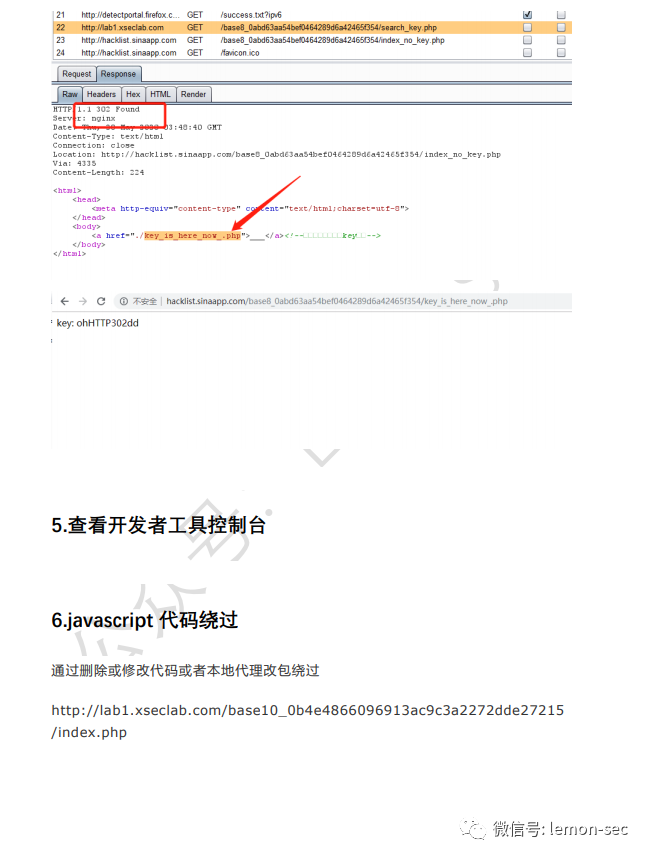 21 http://detectportal.firefox.c... GET /success.txt?ipv6
22 http://lab1.xseclab.com GET /base8_0abd63aa54bef0464289d6a42465f354/search_key.php
23 http://hacklist.sinaapp.com GET /base8_0abd63aa54bef0464289d6a42465f354/index_no_key.php
24 http://hacklist.sinaapp.com GET /favicon.ico
Request Response
Raw Headers Hex HTML Render
HTTP/1.1 302 Found
Server: nginx
Date: Thu, 03:48:40 GMT
Content-Type: text/html
Connection: close
Location: http://hacklist.sinaapp.com/base8_0abd63aa54bef0464289d6a42465f354/index_no_key.php
Via: 4335
Content-Length: 224
<html>
<head>
<meta http-equiv="content-type" content="text/html;charset=utf-8">
</head>
<body>
<a href="./key_is_here_now_.php">___</a><!--□□□□□□□□key□□-->
</body>
</html>
不安全 | hacklist.sinaapp.com/base8_0abd63aa54bef0464289d6a42465f354/key_is_here_now_.php
key: ohHTTP302dd
5.查看开发者工具控制台
6.javascript 代码绕过
通过删除或修改代码或者本地代理改包绕过
http://lab1.xseclab.com/base10_0b4e4866096913ac9c3a2272dde27215
/index.php
微信号: lemon-sec